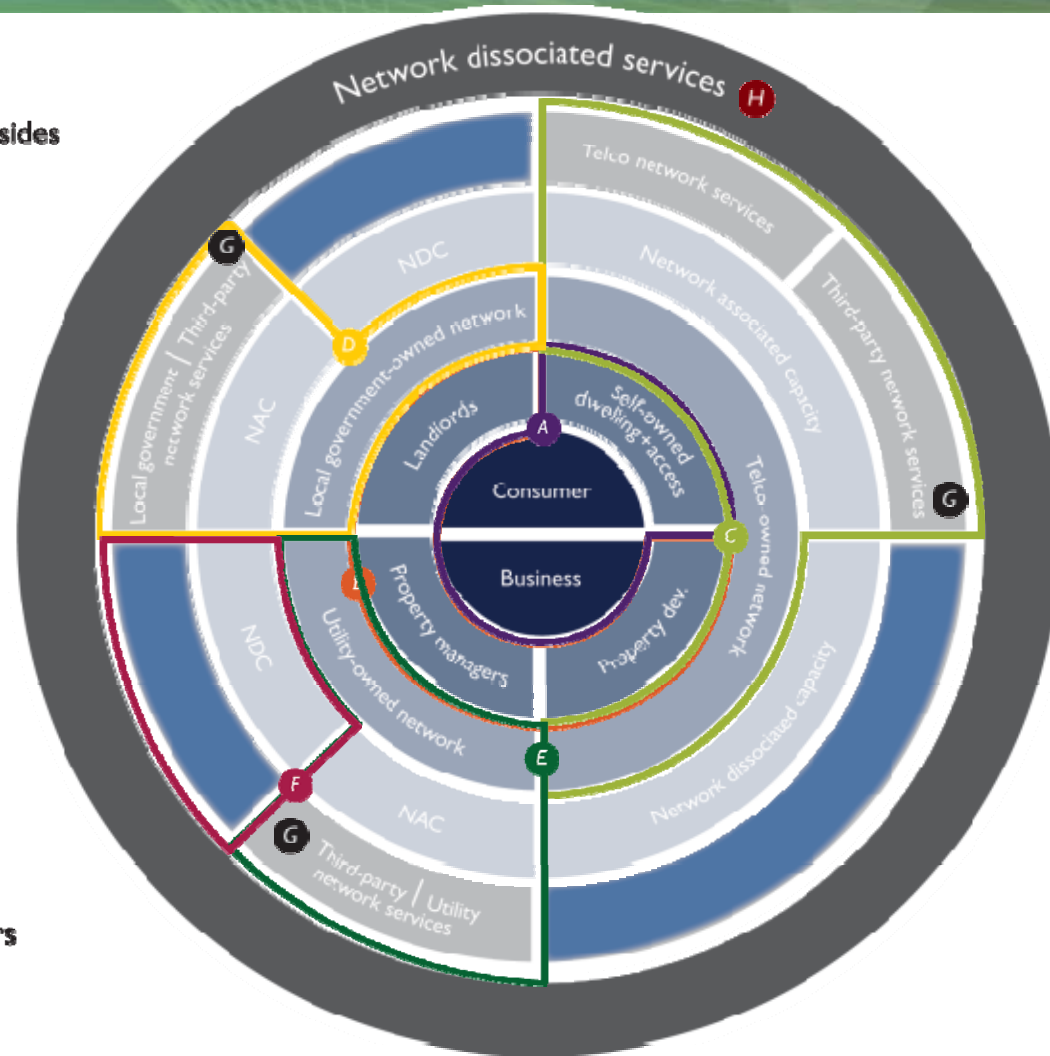 Network dissociated services
H
sides
Telco network services
G
NDC
Network associated capacity
Third-party network services
Local government | Third-party
network services
D
Local government-owned network
NAC
Landlords
Self-owned
dwelling+access
A
Consumer
G
C
Telco-owned network
Business
Property managers
Property dev.
NDC
Utility-owned network
E
Network dissociated capacity
F
NAC
G
Third-party | Utility
network services
rs